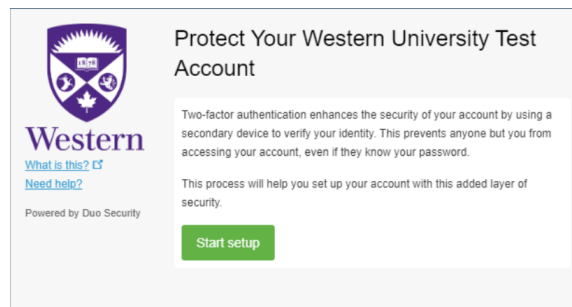 Protect Your Western University Test
Account
Two-factor authentication enhances the security of your account by using a
secondary device to verify your identity. This prevents anyone but you from
accessing your account, even if they know your password.
This process will help you set up your account with this added layer of
security.
Start setup
1878
Western
What is this?
Need help?
Powered by Duo Security